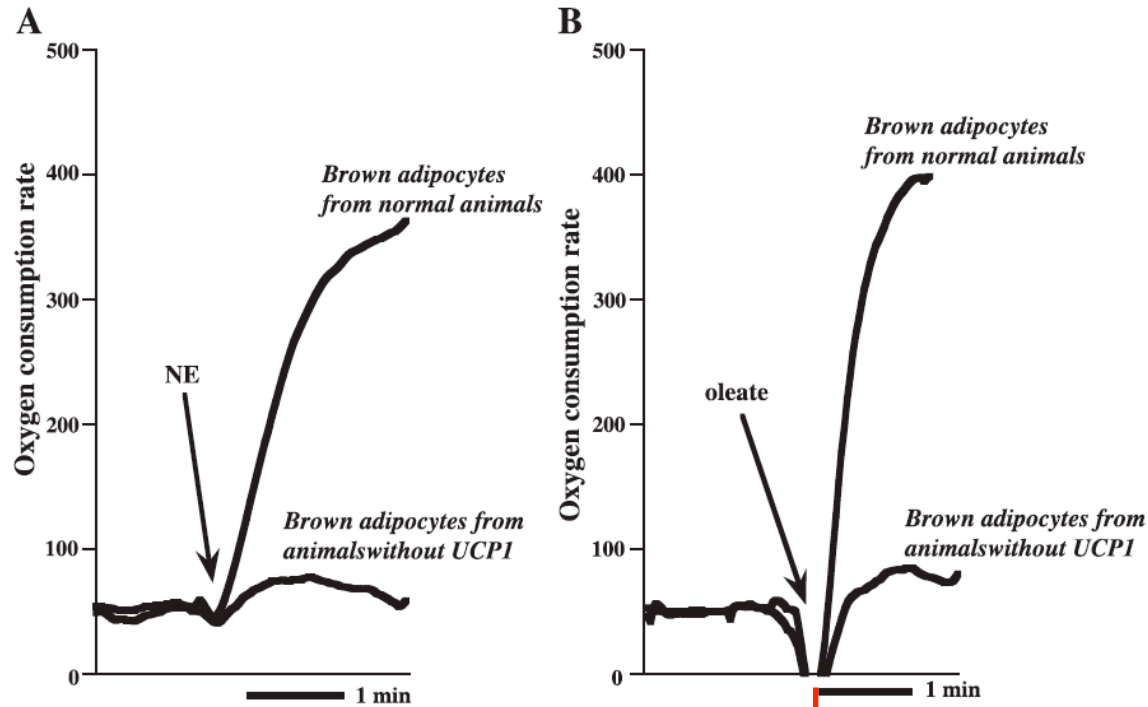 A
500
400
300
200
100
0
Oxygen consumption rate
Brown adipocytes
from normal animals
NE
Brown adipocytes from
animalswithout UCP1
1 min
B
500
400
300
200
100
0
Oxygen consumption rate
Brown adipocytes
from normal animals
oleate
Brown adipocytes from
animalswithout UCP1
1 min